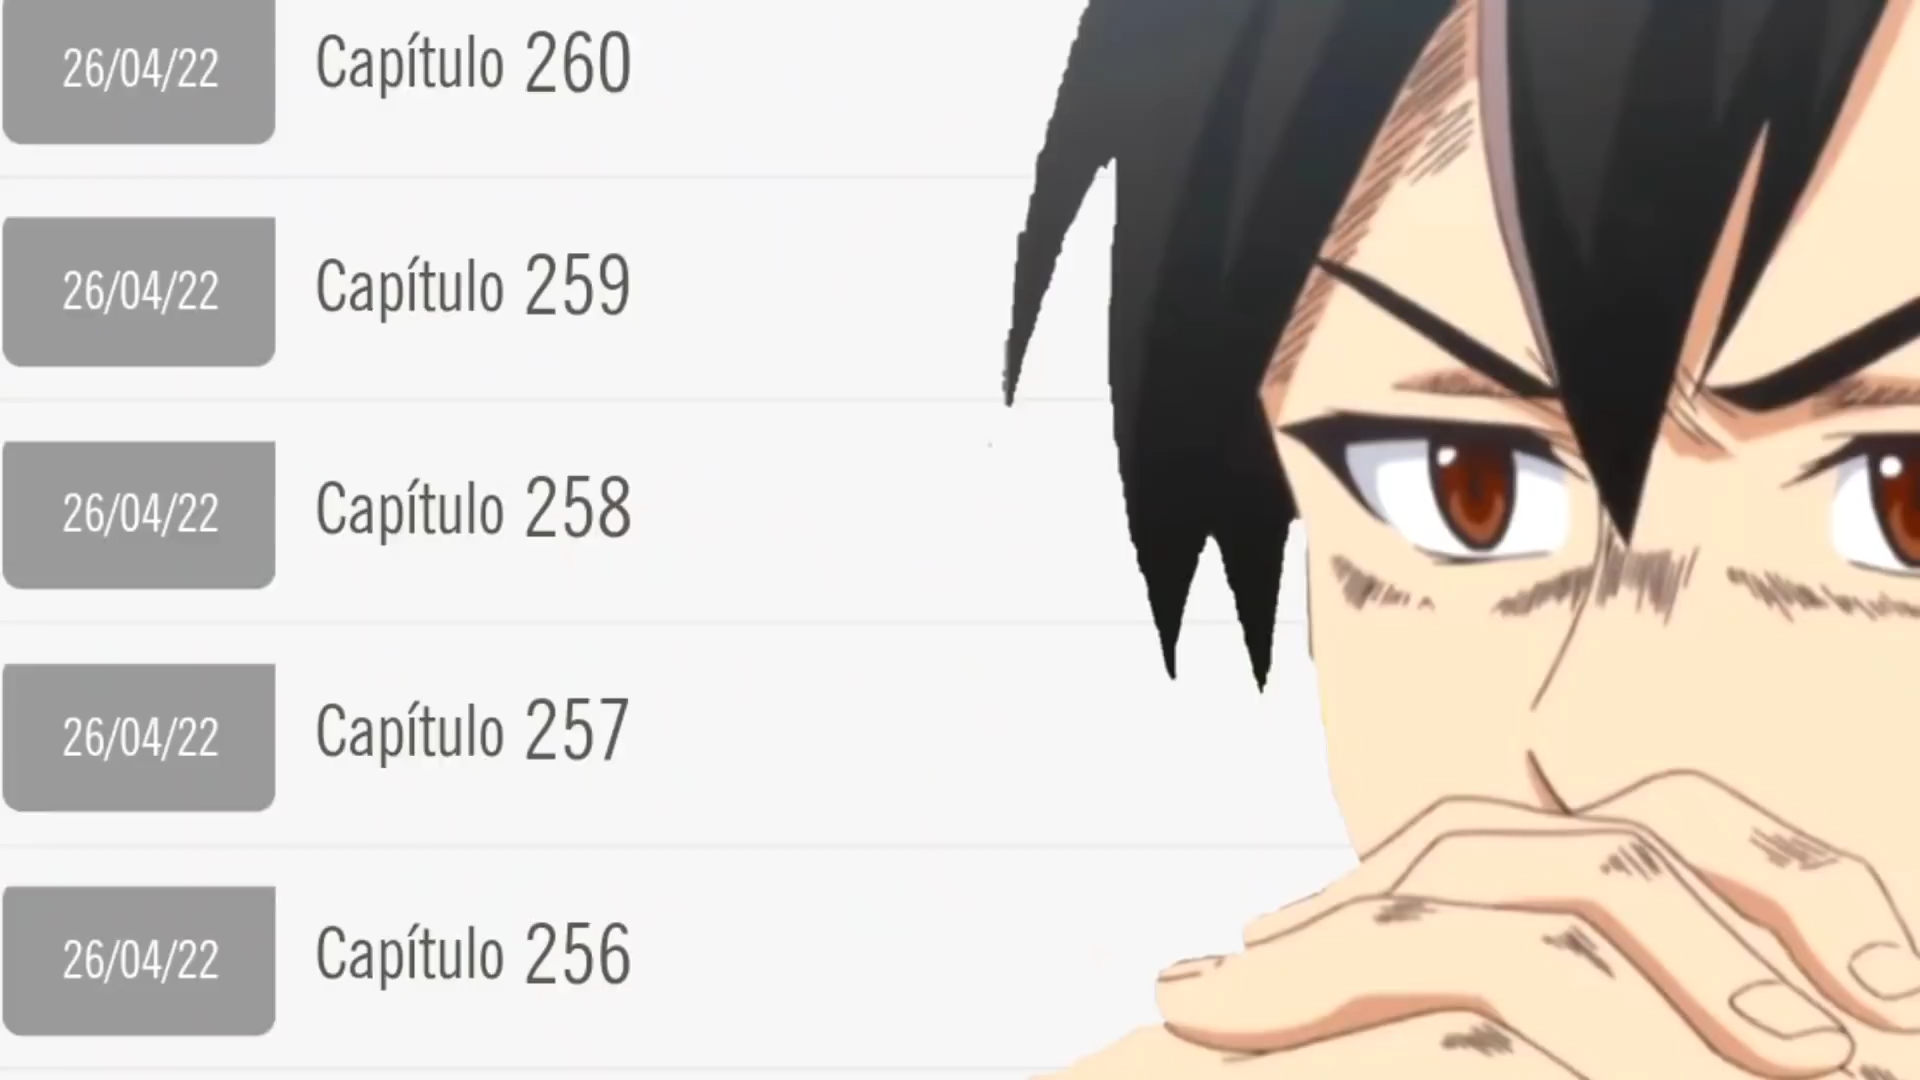 26/04/22 Capítulo 260
26/04/22 Capítulo 259
26/04/22 Capítulo 258
26/04/22 Capítulo 257
26/04/22 Capítulo 256